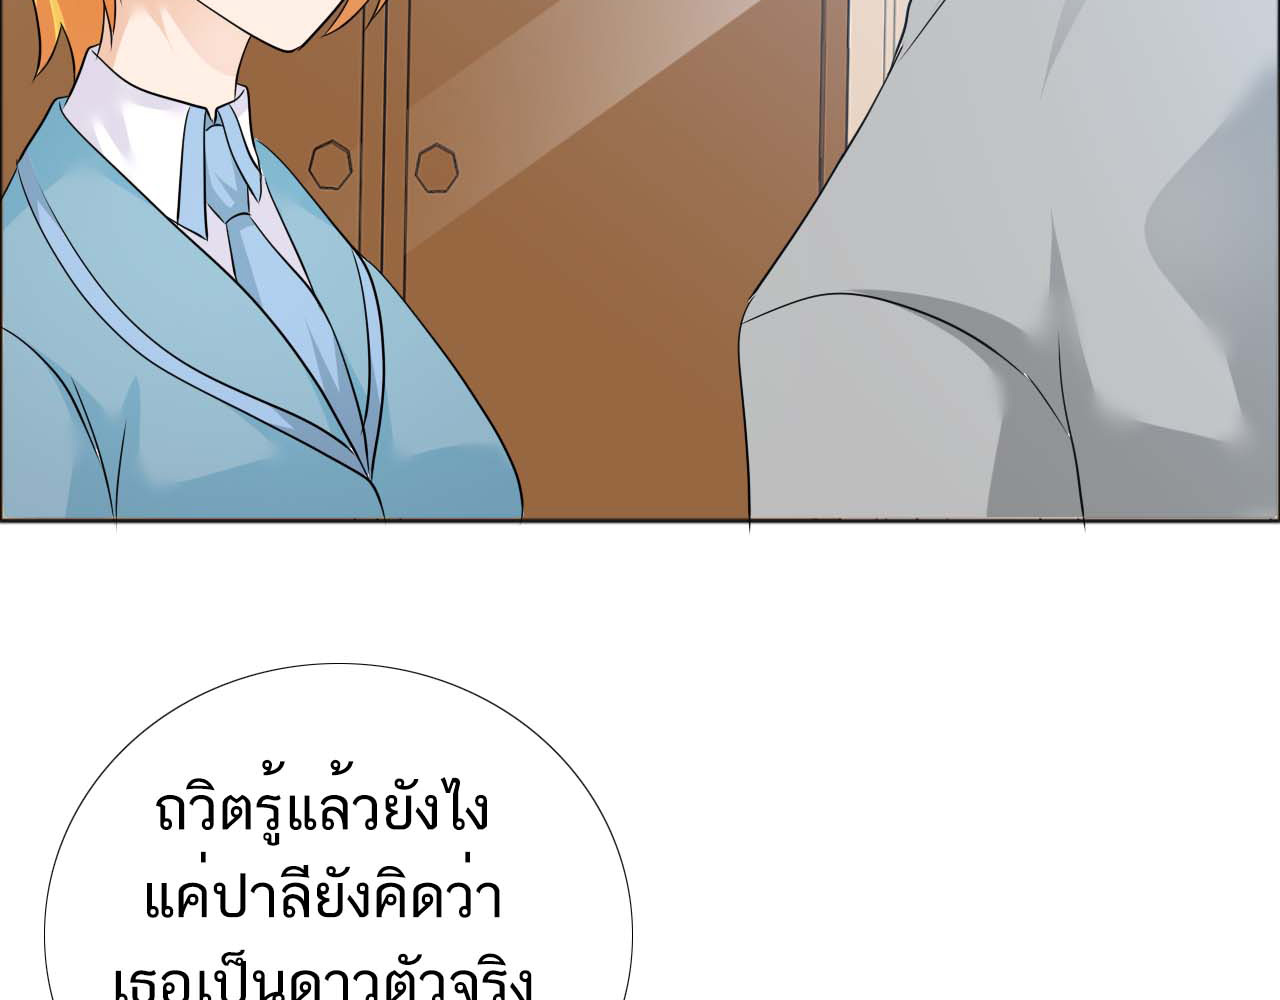 ถวิตรู้แล้วยังไง
แค่ปาลียังคิดว่า
เธอเป็นดาวตัวจริง